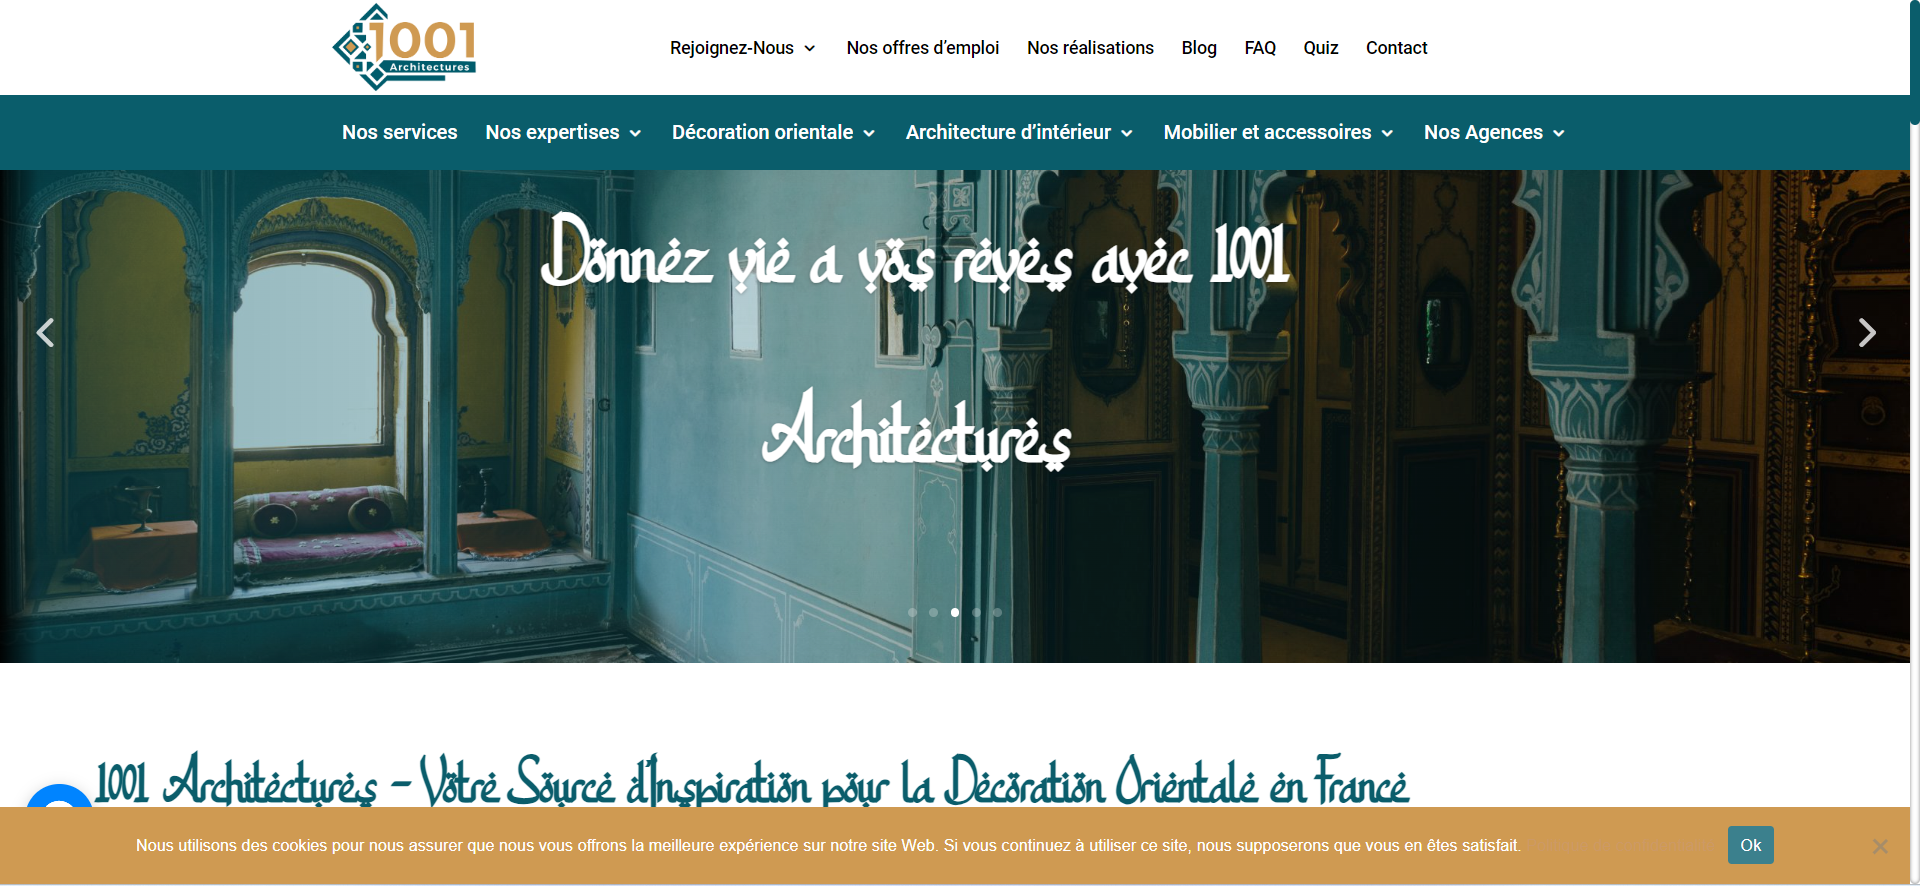 1001
Architectures
Rejoignez-Nous
Nos offres d’emploi
Nos réalisations
Blog
FAQ
Quiz
Contact
Nos services
Nos expertises
Décoration orientale
Architecture d’intérieur
Mobilier et accessoires
Nos Agences
Donnez vie a vos reves avec 1001
Architectures
1001 Architectures – Votre Source d'Inspiration pour la Décoration Orientale en France
Nous utilisons des cookies pour nous assurer que nous vous offrons la meilleure expérience sur notre site Web. Si vous continuez à utiliser ce site, nous supposerons que vous en êtes satisfait.
Ok